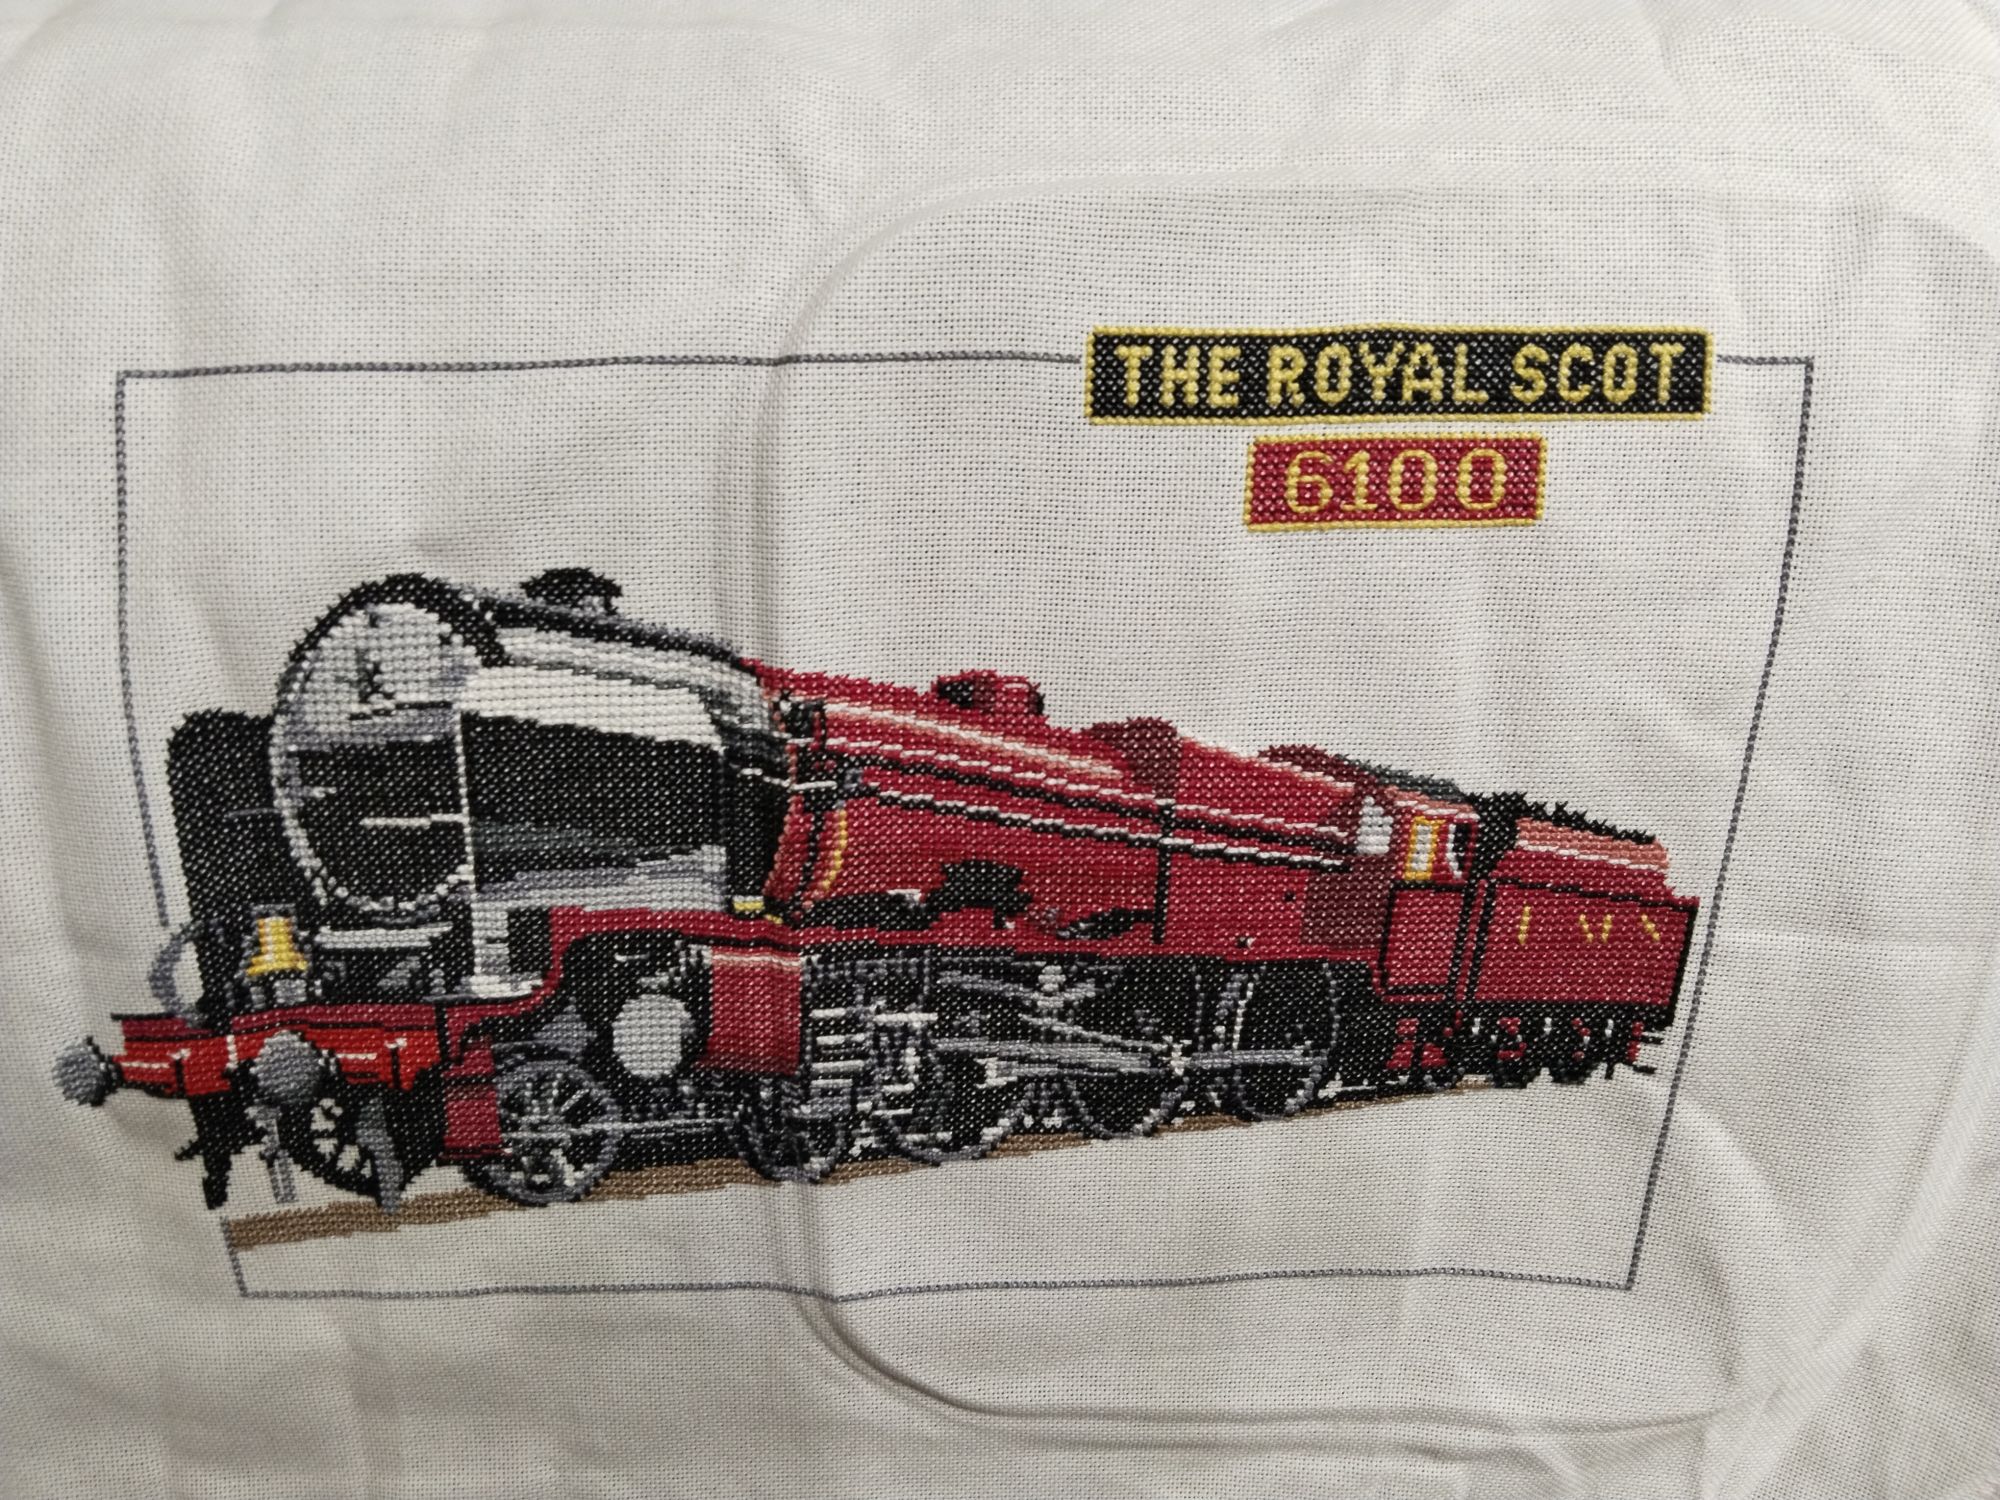 THE ROYAL SCOT
6100